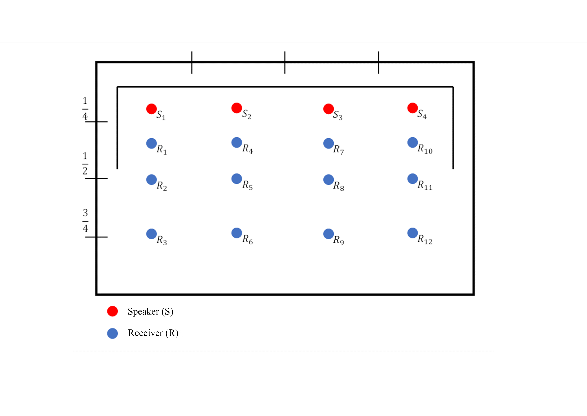 1/4
S1 S2 S3 S4
R1 R4 R7 R10
1/2
R2 R5 R8 R11
3/4
R3 R6 R9 R12
Speaker (S)
Receiver (R)